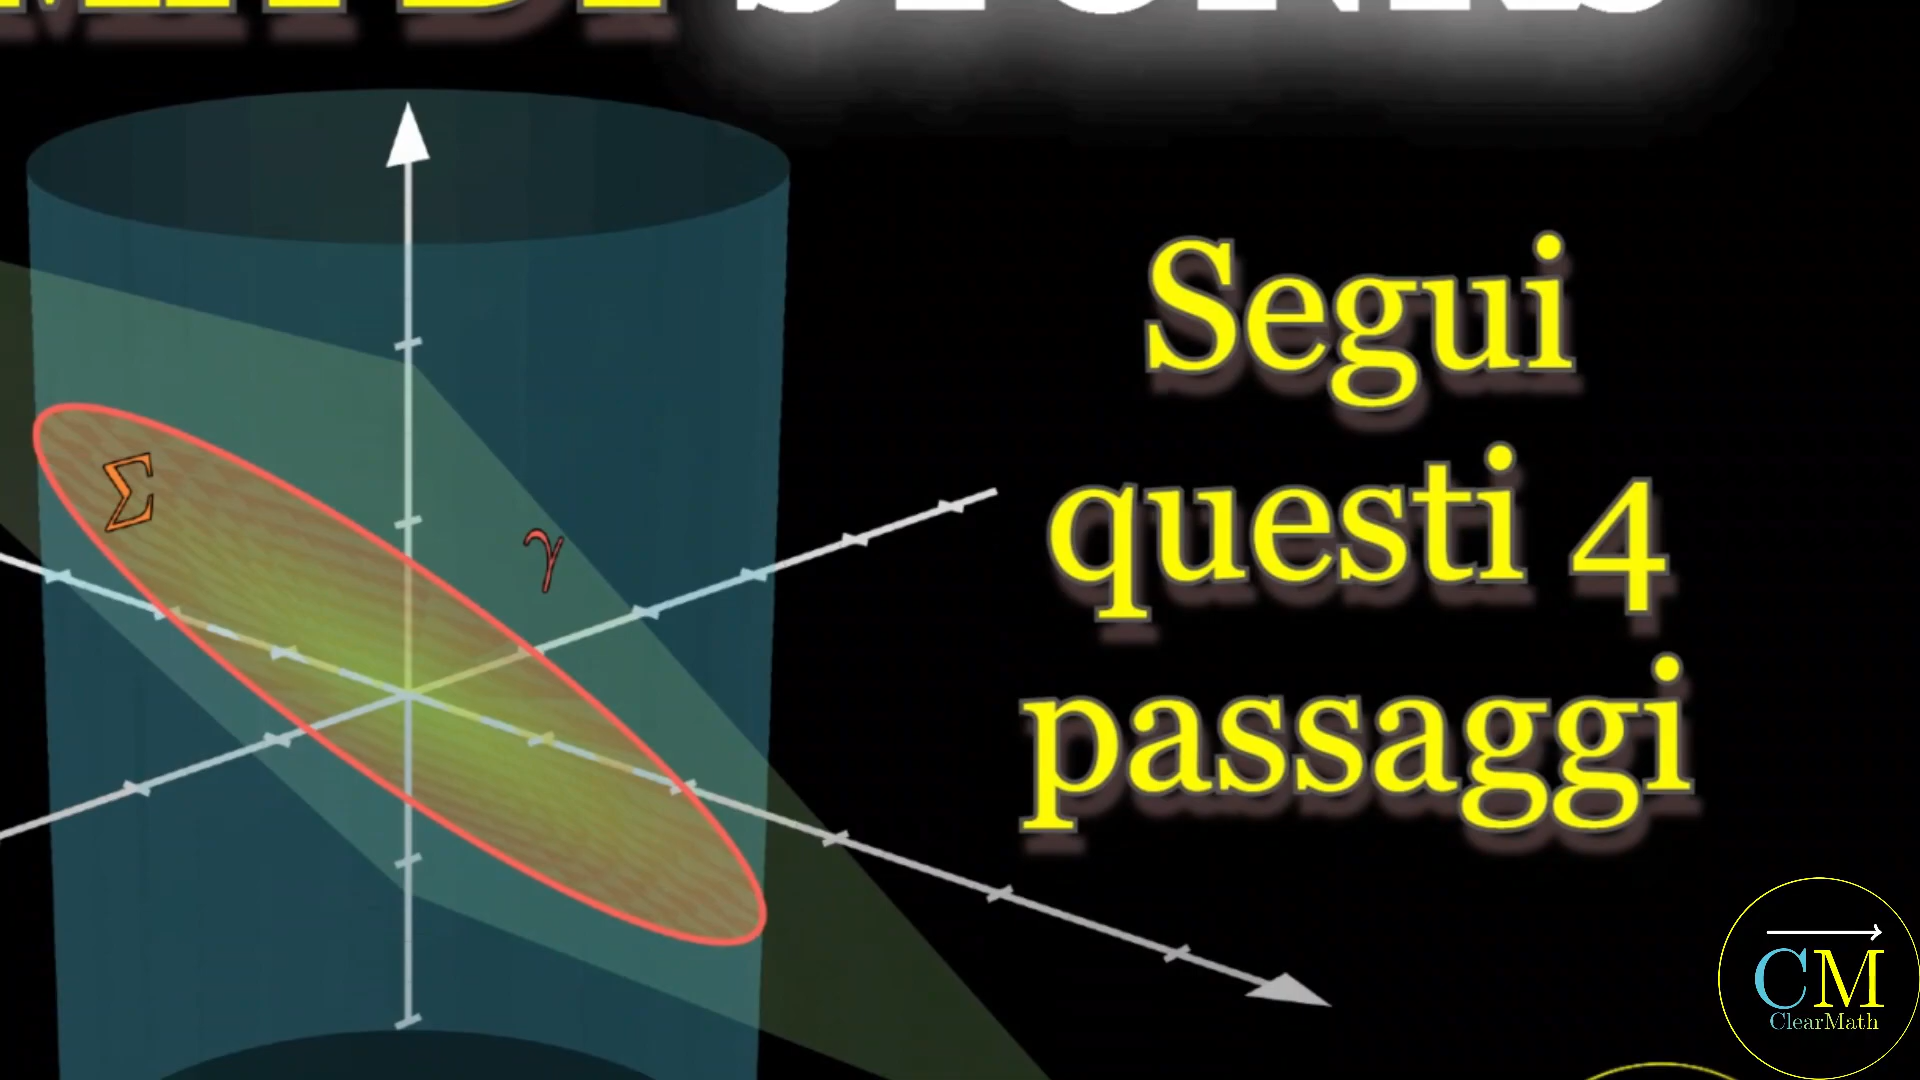 Σ
γ
Segui
questi 4
passaggi
CM
ClearMath